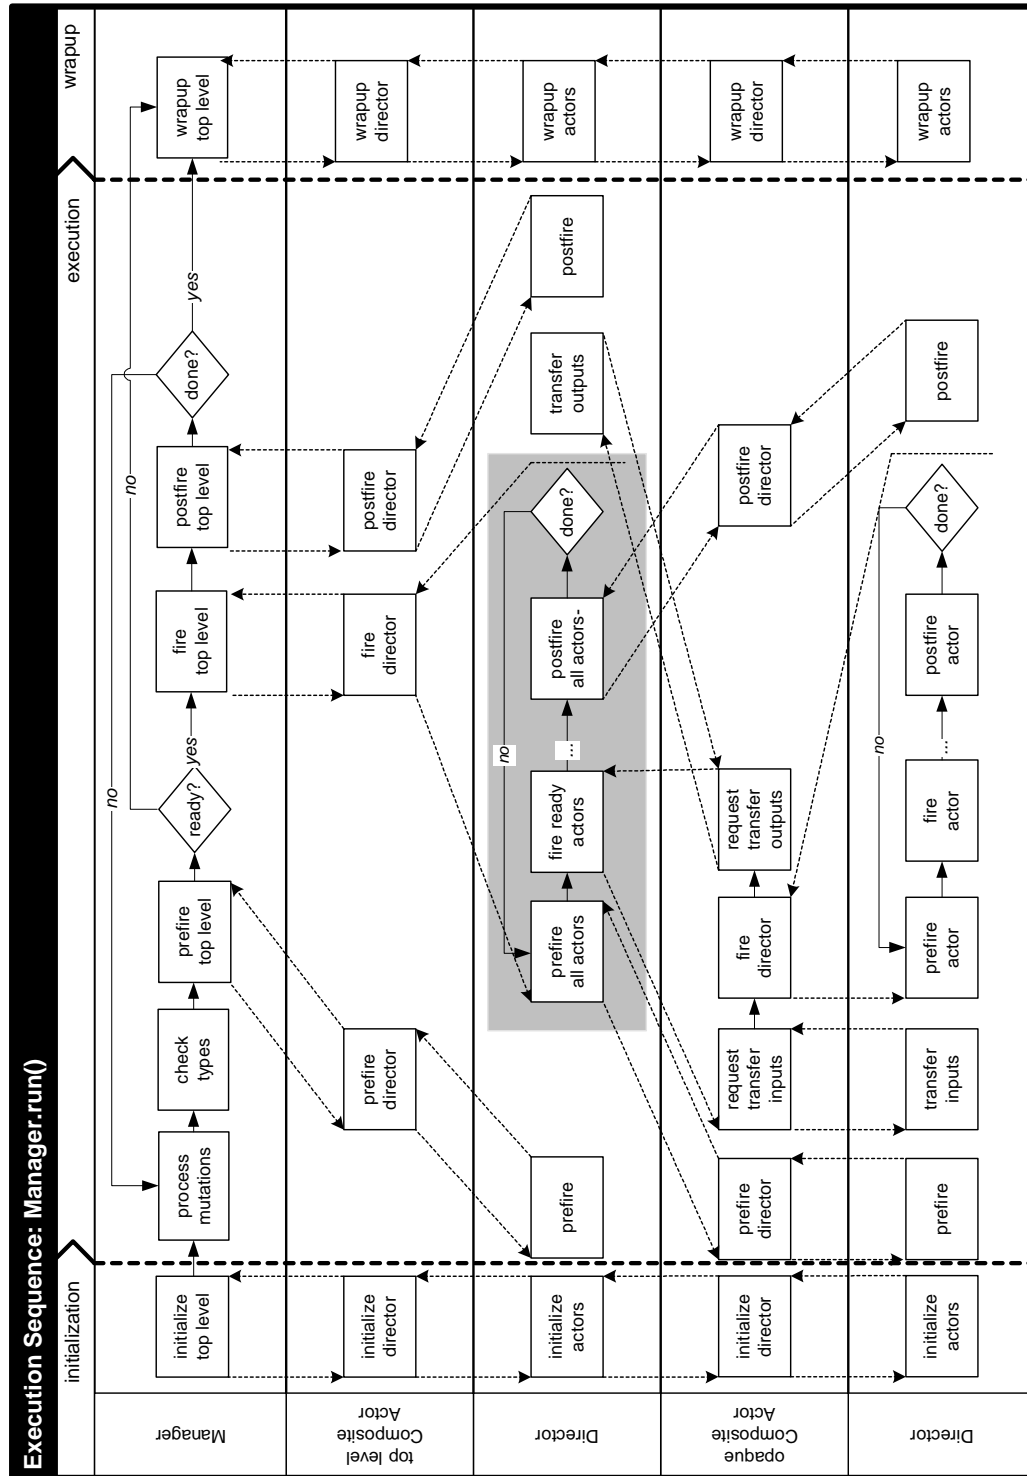 Execution Sequence: Manager.run()
initialization
execution
wrapup
Manager
initialize
top level
process
mutations
check
types
prefire
top level
ready?
yes
no
fire
top level
postfire
top level
done?
yes
no
wrapup
top level
top level
Composite
Actor
initialize
director
prefire
director
fire
director
postfire
director
wrapup
director
Director
initialize
actors
prefire
prefire
all actors
fire ready
actors
...
postfire
all actors-
done?
no
transfer
outputs
postfire
wrapup
actors
opaque
Composite
Actor
initialize
director
prefire
director
request
transfer
inputs
fire
director
request
transfer
outputs
postfire
director
wrapup
director
Director
initialize
actors
prefire
transfer
inputs
prefire
actor
fire
actor
...
postfire
actor
done?
no
postfire
wrapup
actors